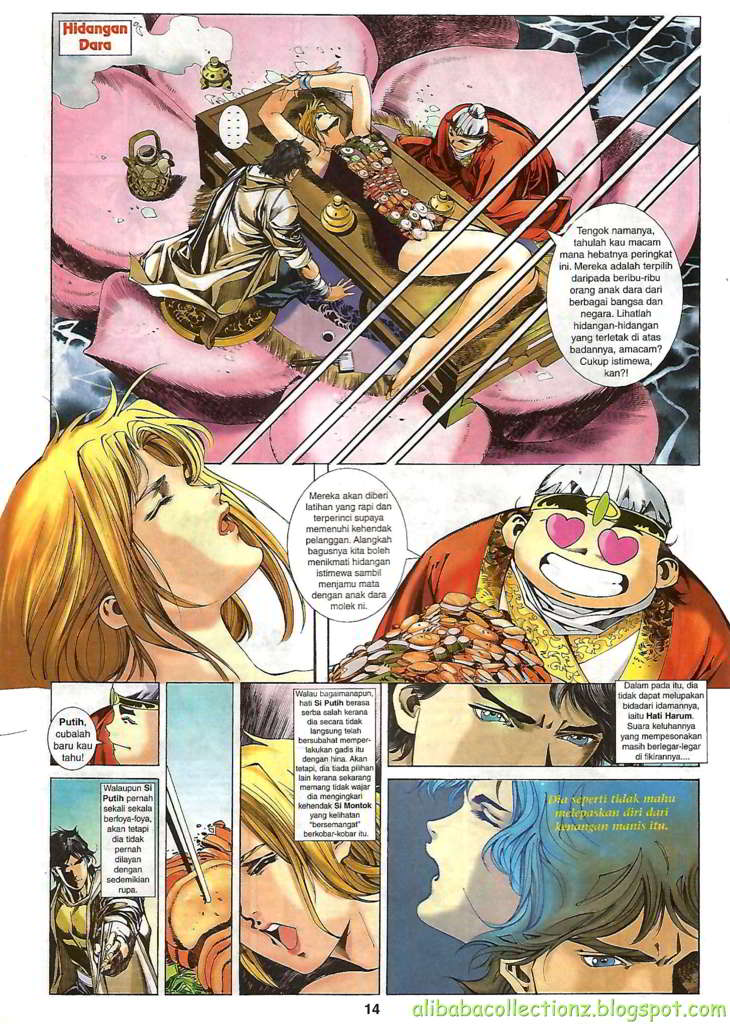 Hidangan
Dara
......
Tengok namanya,
tahulah kau macam
mana hebatnya peringkat
ini. Mereka adalah terpilih
daripada beribu-ribu
orang anak dara dari
berbagai bangsa dan
negara. Lihatlah
hidangan-hidangan
yang terletak di atas
badannya, amacam?
Cukup istimewa,
kan?!
Mereka akan diberi
latihan yang rapi dan
terperinci supaya
memenuhi kehendak
pelanggan. Alangkah
bagusnya kita boleh
menikmati hidangan
istimewa sambil
menjamu mata
dengan anak dara
molek ni.
Putih,
cubalah
baru kau
tahu!
Walau bagaimanapun,
hati Si Putih berasa
serba salah kerana
dia secara tidak
langsung telah
bersubahat memper-
lakukan gadis itu
dengan hina. Akan
tetapi, dia tiada pilihan
lain kerana sekarang
memang tidak wajar
dia mengingkari
kehendak Si Montok
yang kelihatan
"bersemangat"
berkobar-kobar itu.
Dalam pada itu, dia
tidak dapat melupakan
bidadari idamannya,
iaitu Hati Harum.
Suara keluhannya
yang mempesonakan
masih berlegar-legar
di fikirannya....
Walaupun Si
Putih pernah
sekali sekala
berfoya-foya,
akan tetapi
dia tidak
pernah
dilayan
dengan
sedemikian
rupa.
Dia seperti tidak mahu
melepaskan diri dari
kenangan manis itu.
14
alibabacollectionz.blogspot.com